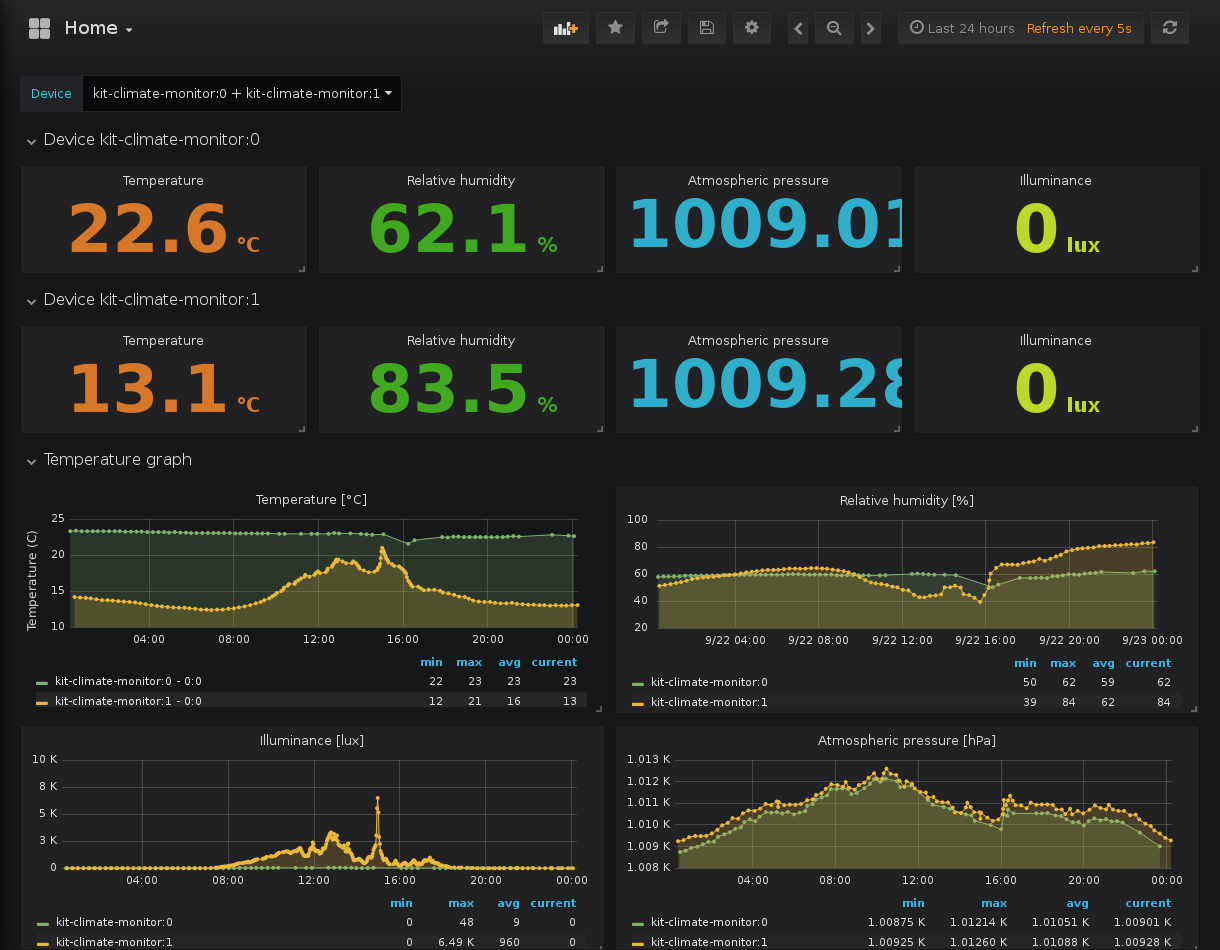 Home
Last 24 hours Refresh every 5s
Device kit-climate-monitor:0 + kit-climate-monitor:1
Device kit-climate-monitor:0
Temperature Relative humidity Atmospheric pressure Illuminance
22.6 °C 62.1 % 1009.01 0 lux
Device kit-climate-monitor:1
Temperature Relative humidity Atmospheric pressure Illuminance
13.1 °C 83.5 % 1009.28 0 lux
Temperature graph
Temperature [°C]
Temperature (C)
25
20
15
10
04:00 08:00 12:00 16:00 20:00 00:00
min max avg current
kit-climate-monitor:0 - 0:0 22 23 23 23
kit-climate-monitor:1 - 0:0 12 21 16 13
Relative humidity [%]
100
80
60
40
20
9/22 04:00 9/22 08:00 9/22 12:00 9/22 16:00 9/22 20:00 9/23 00:00
min max avg current
kit-climate-monitor:0 50 62 59 62
kit-climate-monitor:1 39 84 62 84
Illuminance [lux]
10 K
8 K
5 K
3 K
0
04:00 08:00 12:00 16:00 20:00 00:00
min max avg current
kit-climate-monitor:0 0 48 9 0
kit-climate-monitor:1 0 6.49 K 960 0
Atmospheric pressure [hPa]
1.013 K
1.012 K
1.011 K
1.010 K
1.009 K
1.008 K
04:00 08:00 12:00 16:00 20:00 00:00
min max avg current
kit-climate-monitor:0 1.00875 K 1.01214 K 1.01051 K 1.00901 K
kit-climate-monitor:1 1.00925 K 1.01260 K 1.01088 K 1.00928 K